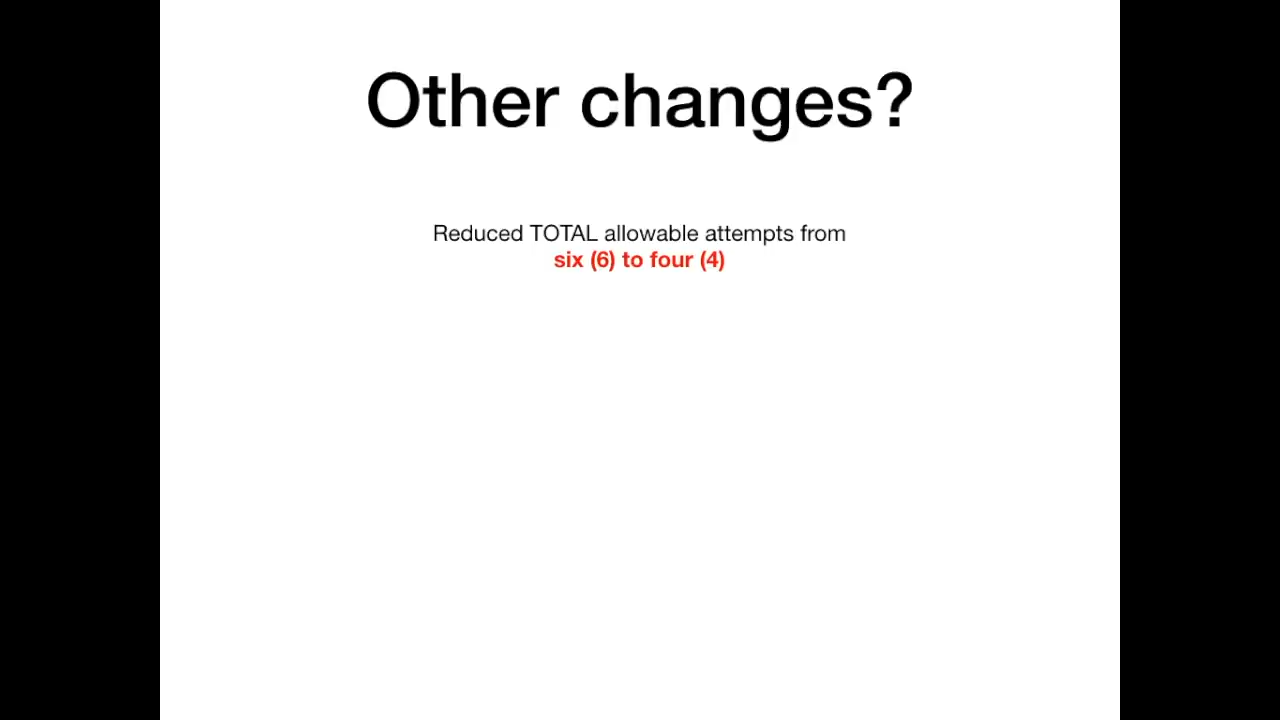 Other changes?
Reduced TOTAL allowable attempts from
six (6) to four (4)